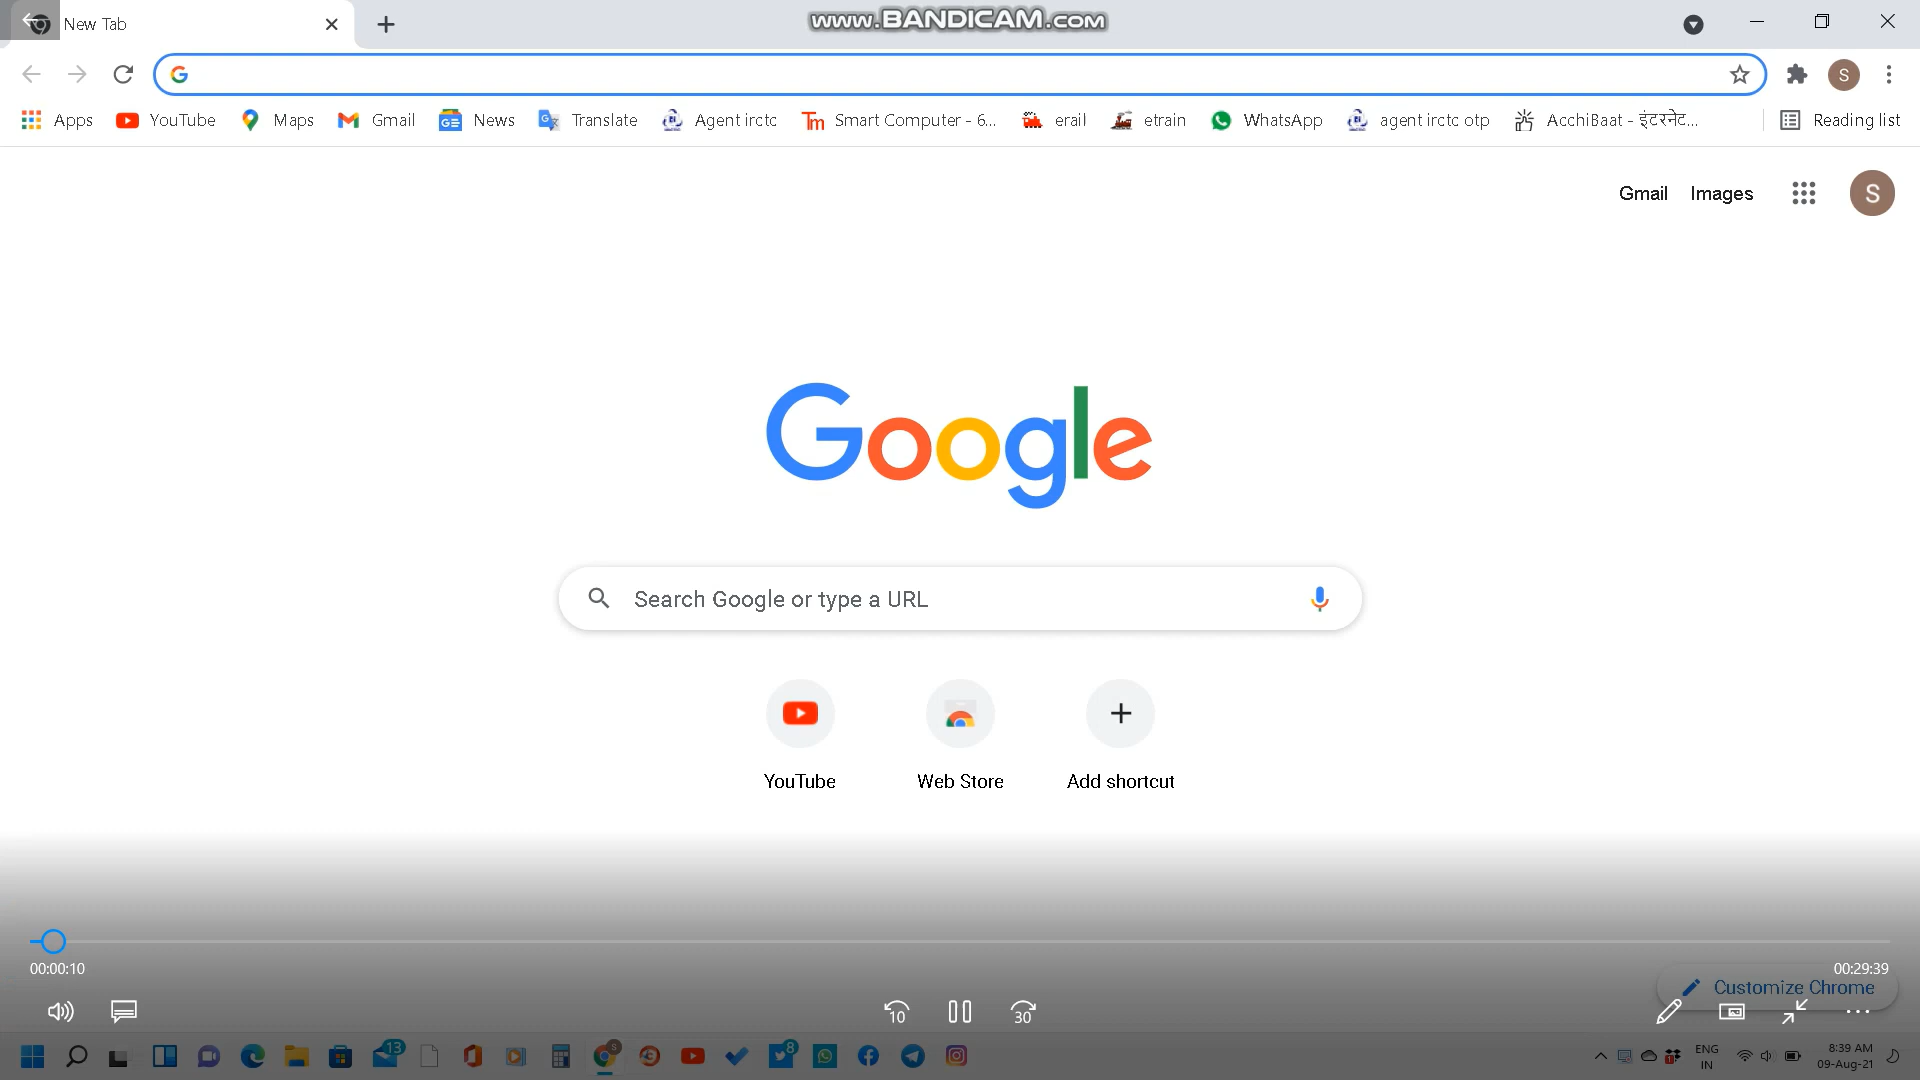 New Tab
www.BANDICAM.com
Apps YouTube Maps Gmail News Translate Agent irctc Smart Computer - 6... erail etrain WhatsApp agent irctc otp AcchiBaat - इंटरनेट... Reading list
Gmail Images S
Google
Search Google or type a URL
YouTube Web Store Add shortcut
00:00:10 00:29:39
Customize Chrome
10 30
13 8 ENG 8:39 AM
IN 09-Aug-21